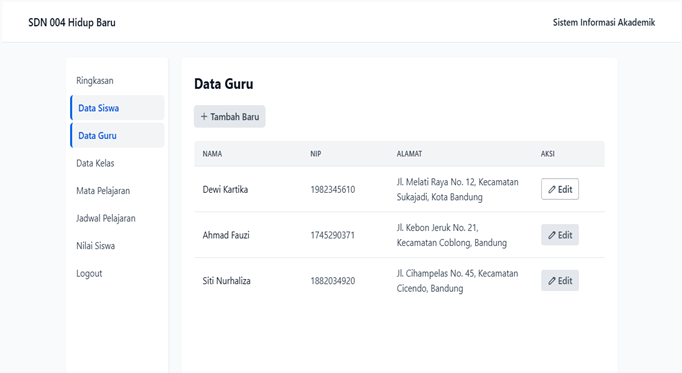 SDN 004 Hidup Baru
Sistem Informasi Akademik
Ringkasan
Data Siswa
Data Guru
Data Kelas
Mata Pelajaran
Jadwal Pelajaran
Nilai Siswa
Logout
Data Guru
+ Tambah Baru
NAMA NIP ALAMAT AKSI
Dewi Kartika 1982345610 Jl. Melati Raya No. 12, Kecamatan
Sukajadi, Kota Bandung
Edit
Ahmad Fauzi 1745290371 Jl. Kebon Jeruk No. 21,
Kecamatan Coblong, Bandung
Edit
Siti Nurhaliza 1882034920 Jl. Cihampelas No. 45, Kecamatan
Cicendo, Bandung
Edit